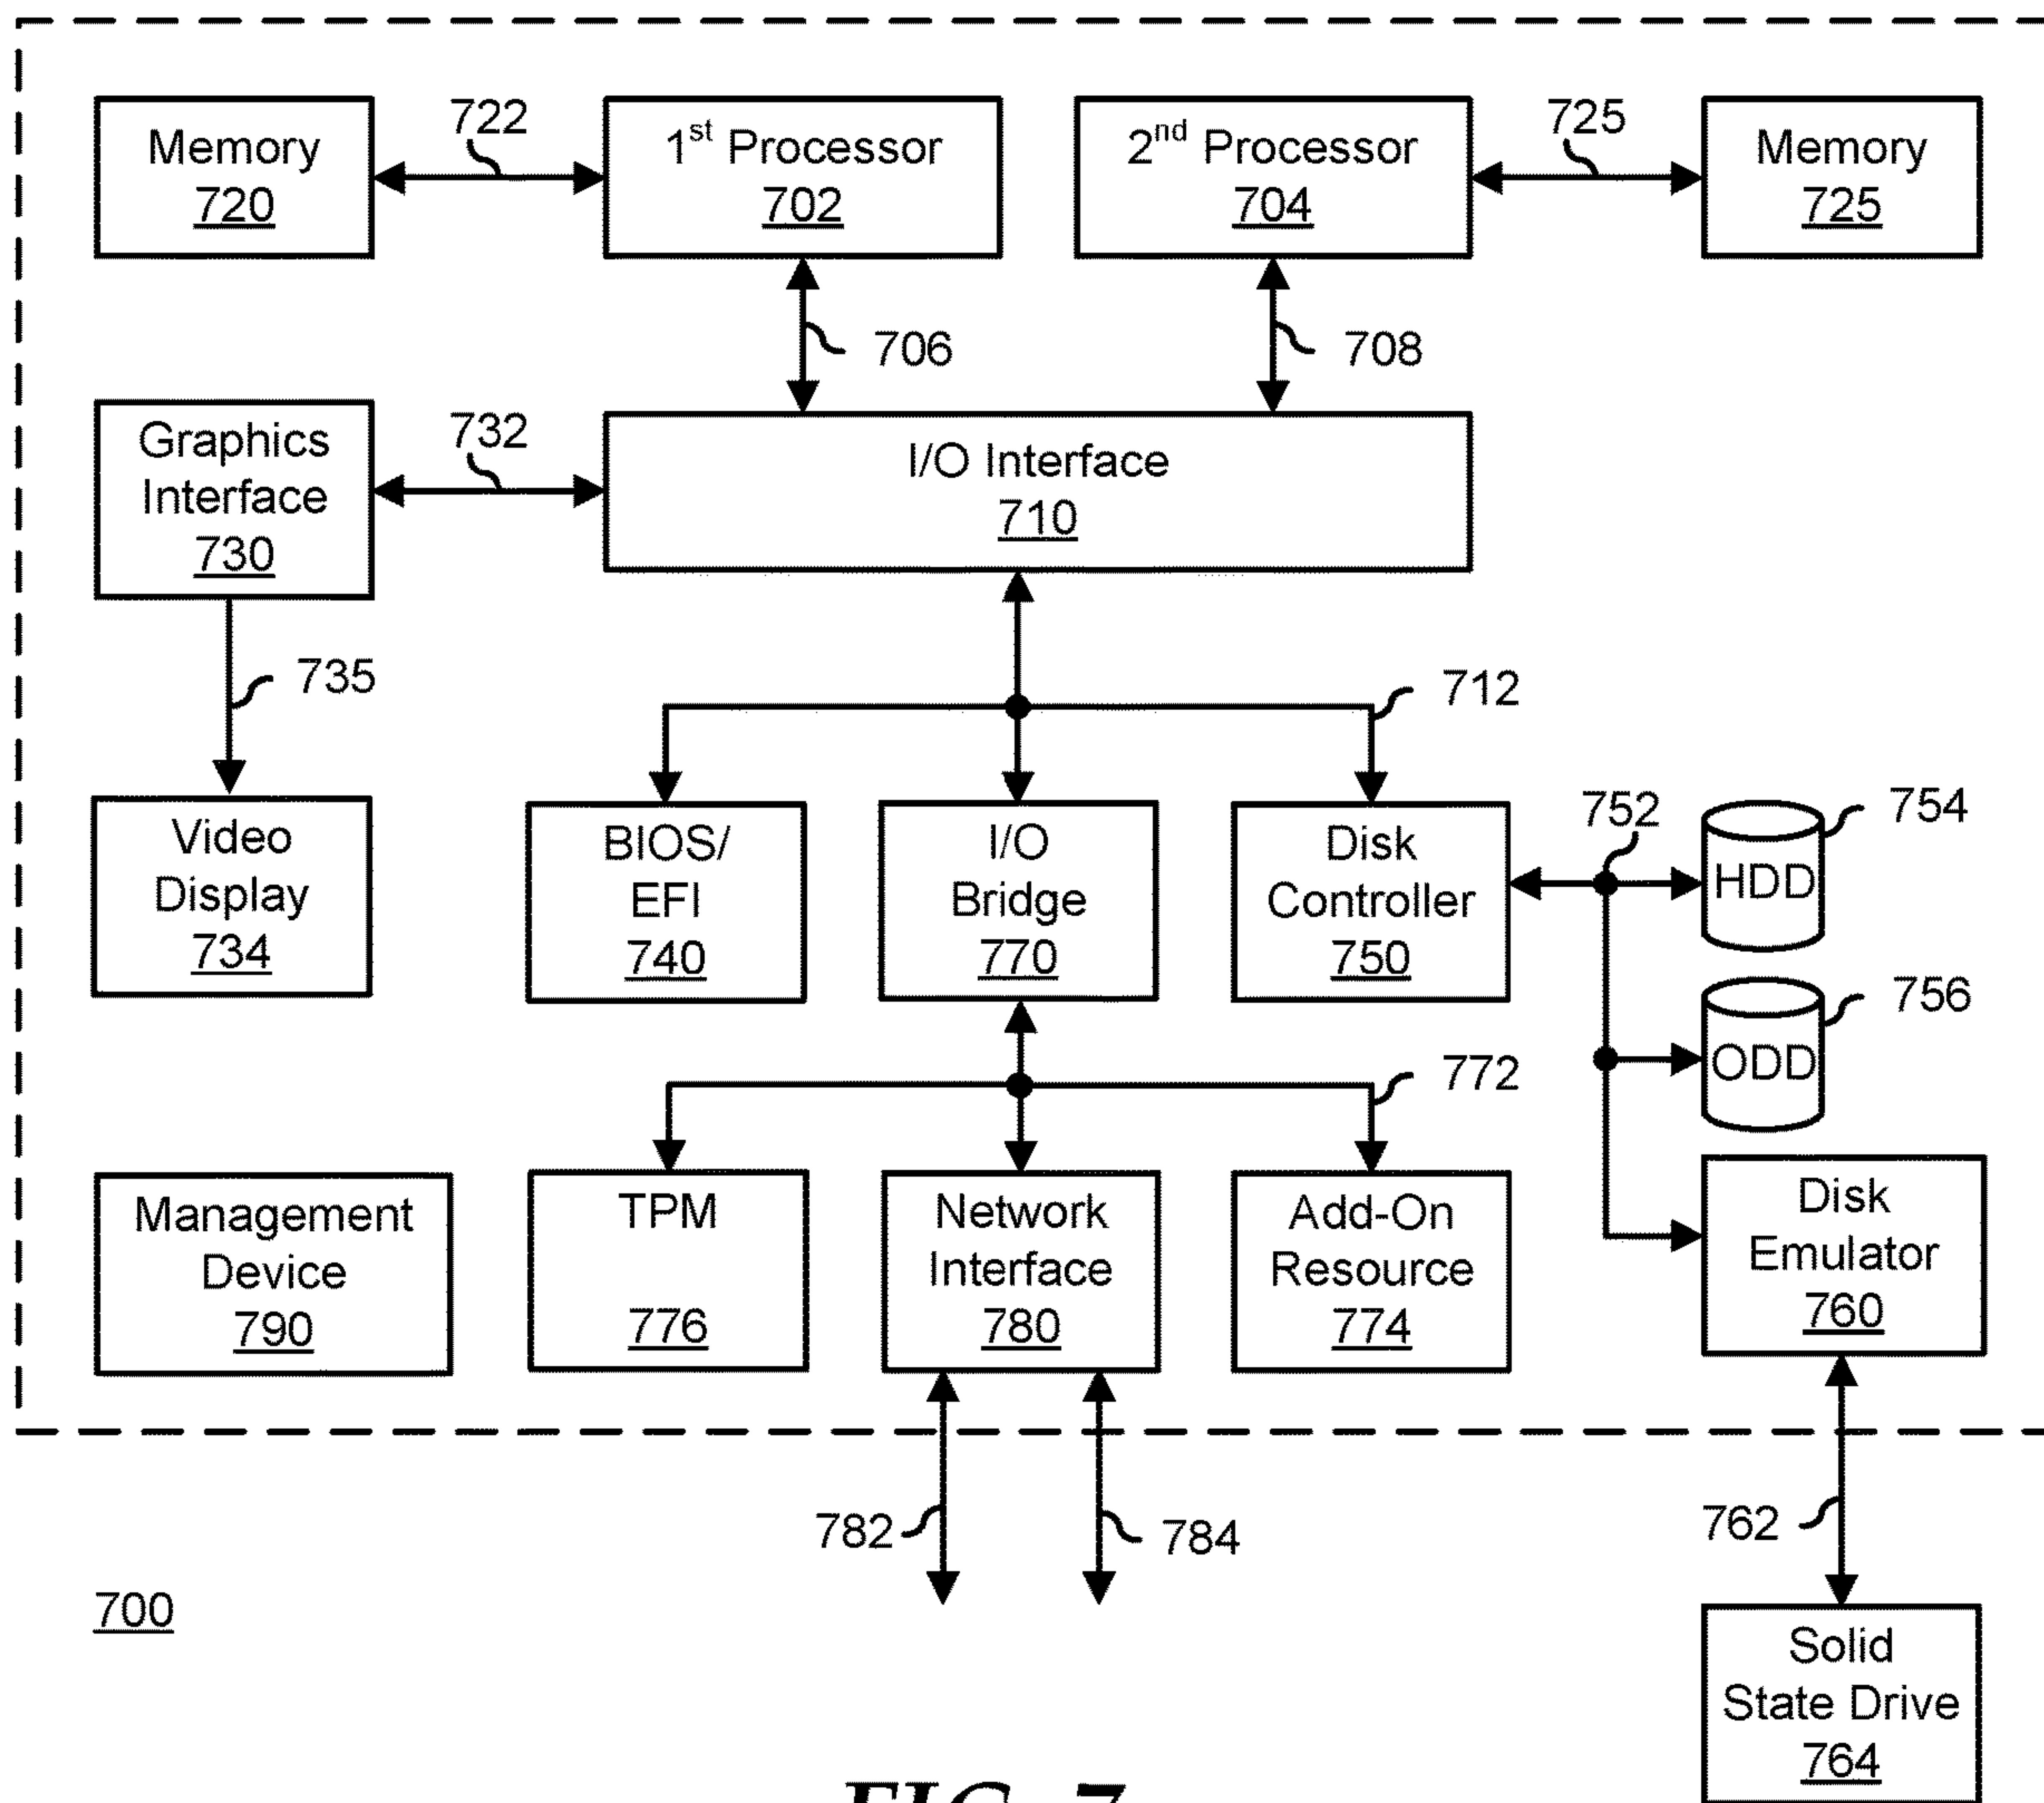 Memory
720
722
1st Processor
702
2nd Processor
704
725
Memory
725
706
708
Graphics
Interface
730
732
I/O Interface
710
735
712
Video
Display
734
BIOS/
EFI
740
I/O
Bridge
770
Disk
Controller
750
752
754
HDD
756
ODD
772
Management
Device
790
TPM
776
Network
Interface
780
Add-On
Resource
774
Disk
Emulator
760
782
784
762
700
Solid
State Drive
764
FIG. 7